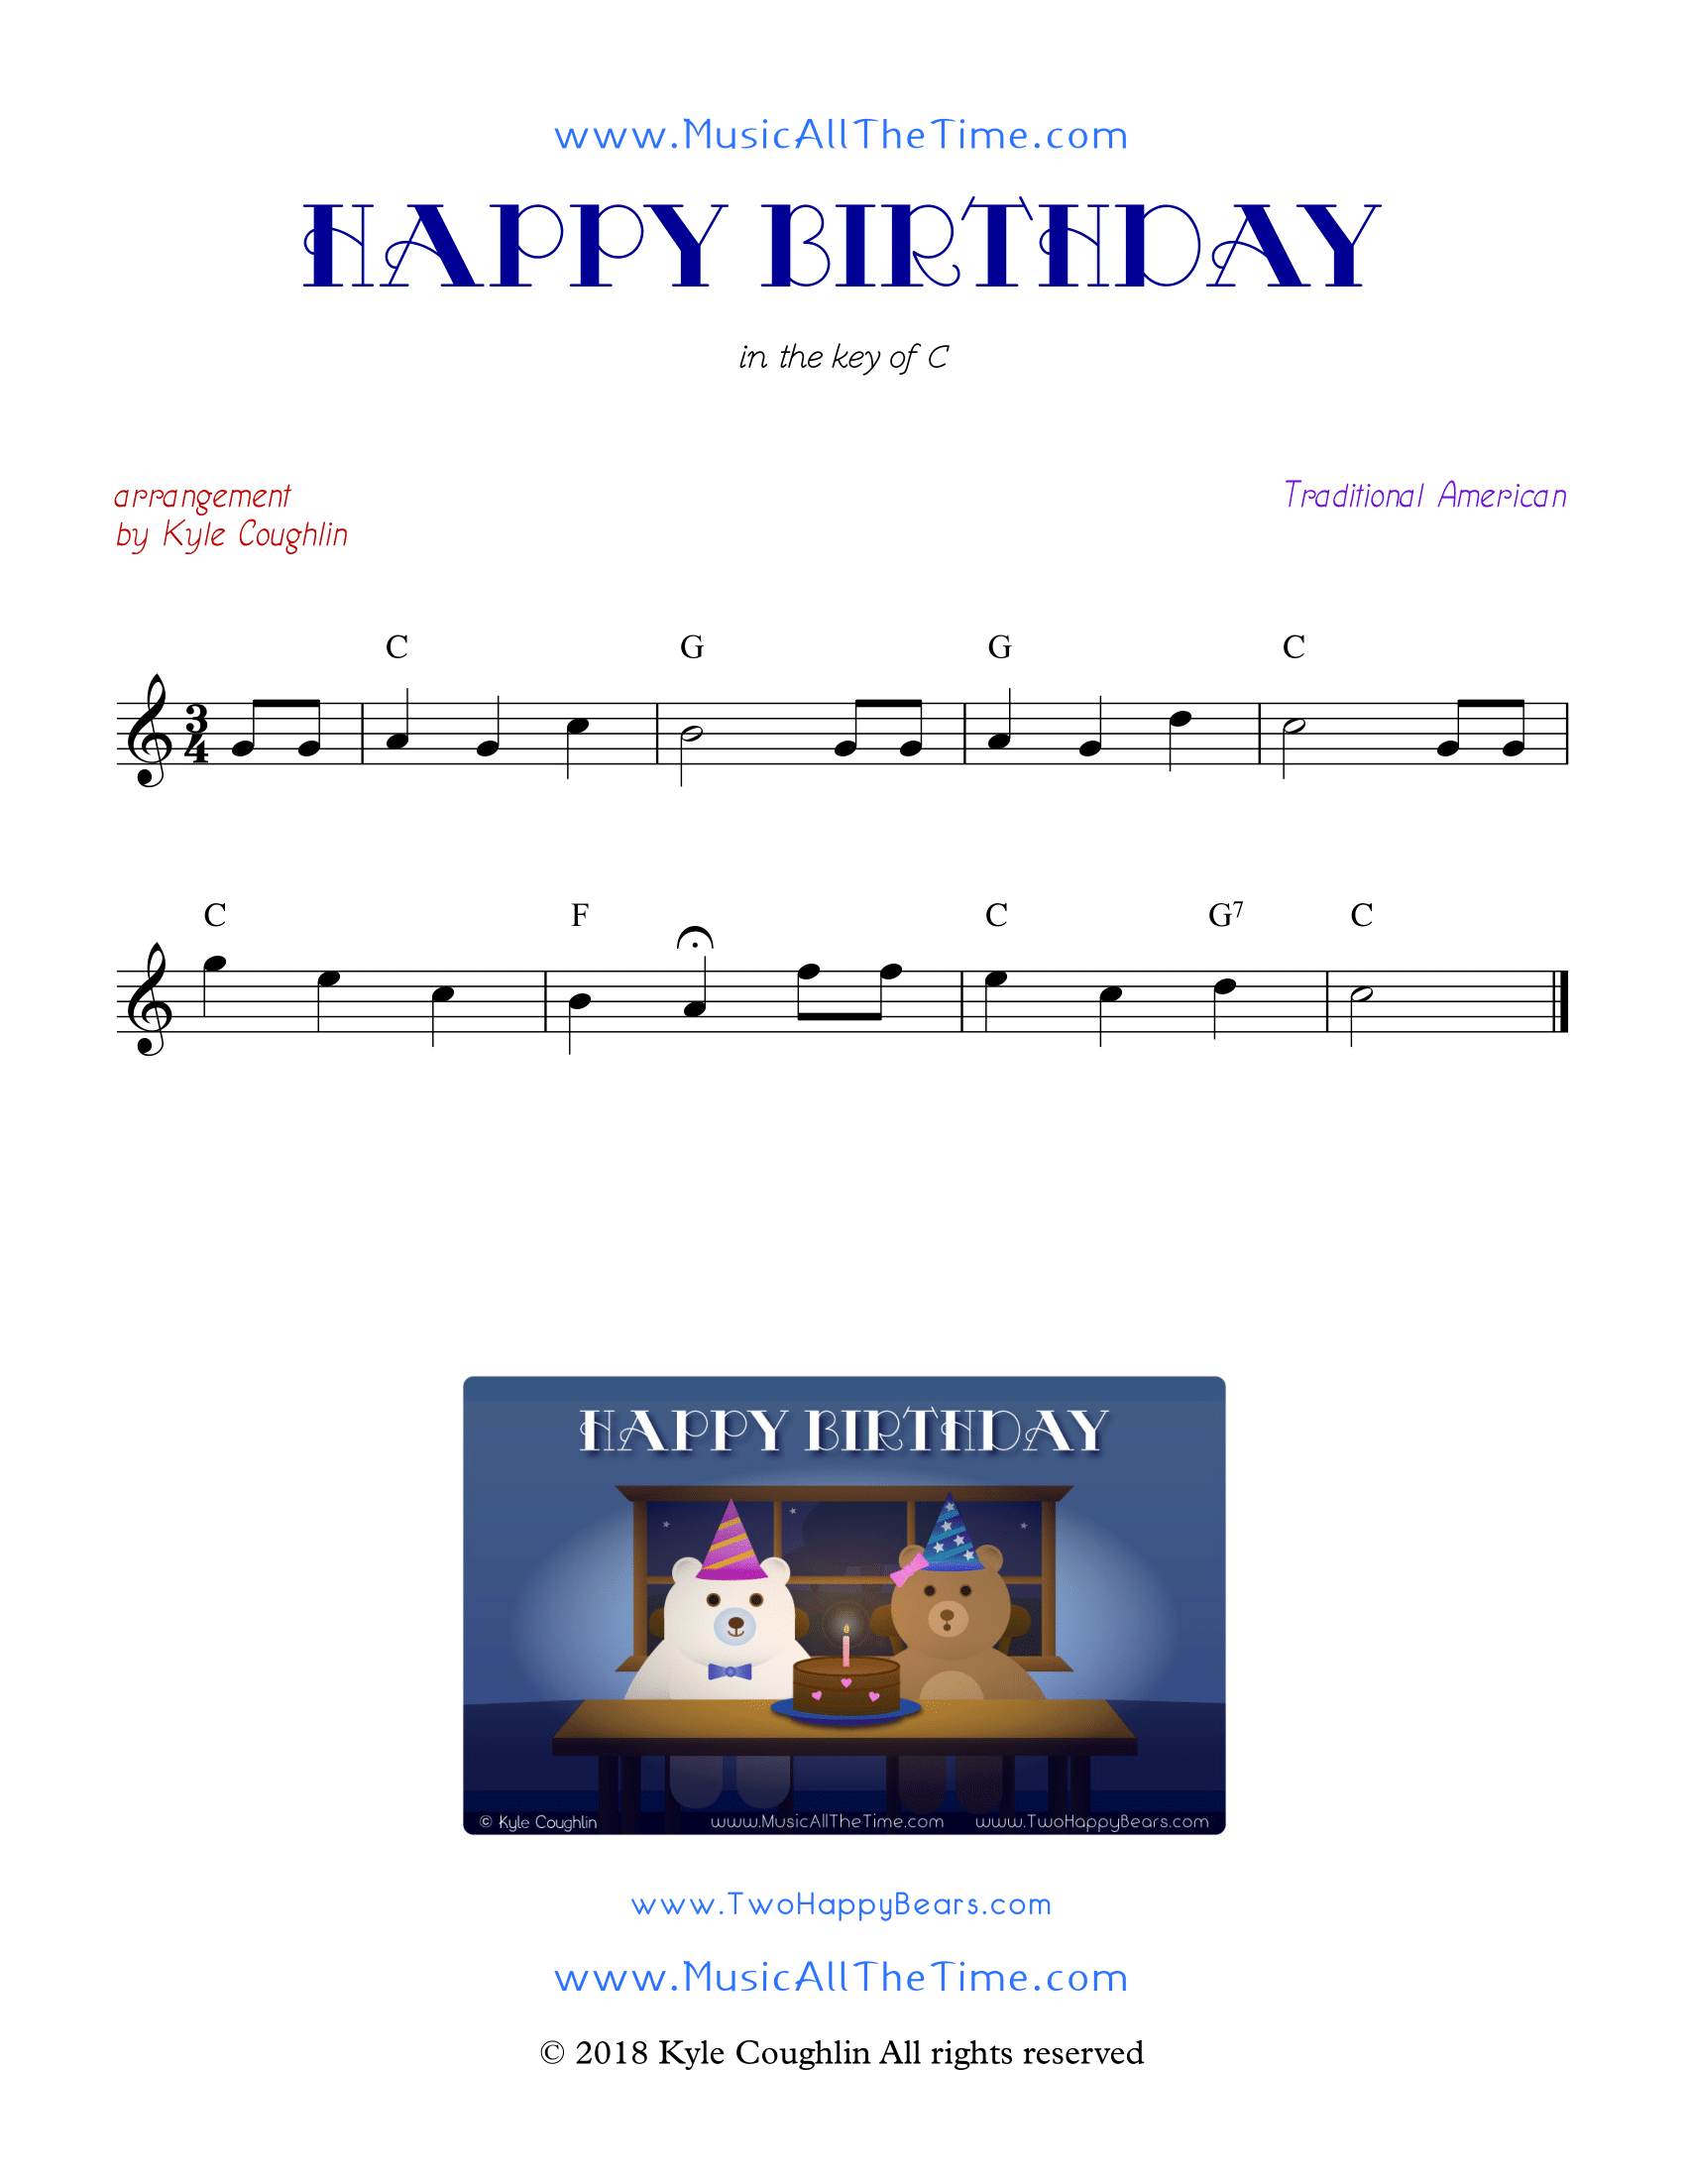 www.MusicAllTheTime.com
HAPPY BIRTHDAY
in the key of C
arrangement
by Kyle Coughlin
Traditional American
C G G C
3
4
C F C G7 C
HAPPY BIRTHDAY
© Kyle Coughlin www.MusicAllTheTime.com www.TwoHappyBears.com
www.TwoHappyBears.com
www.MusicAllTheTime.com
© 2018 Kyle Coughlin All rights reserved